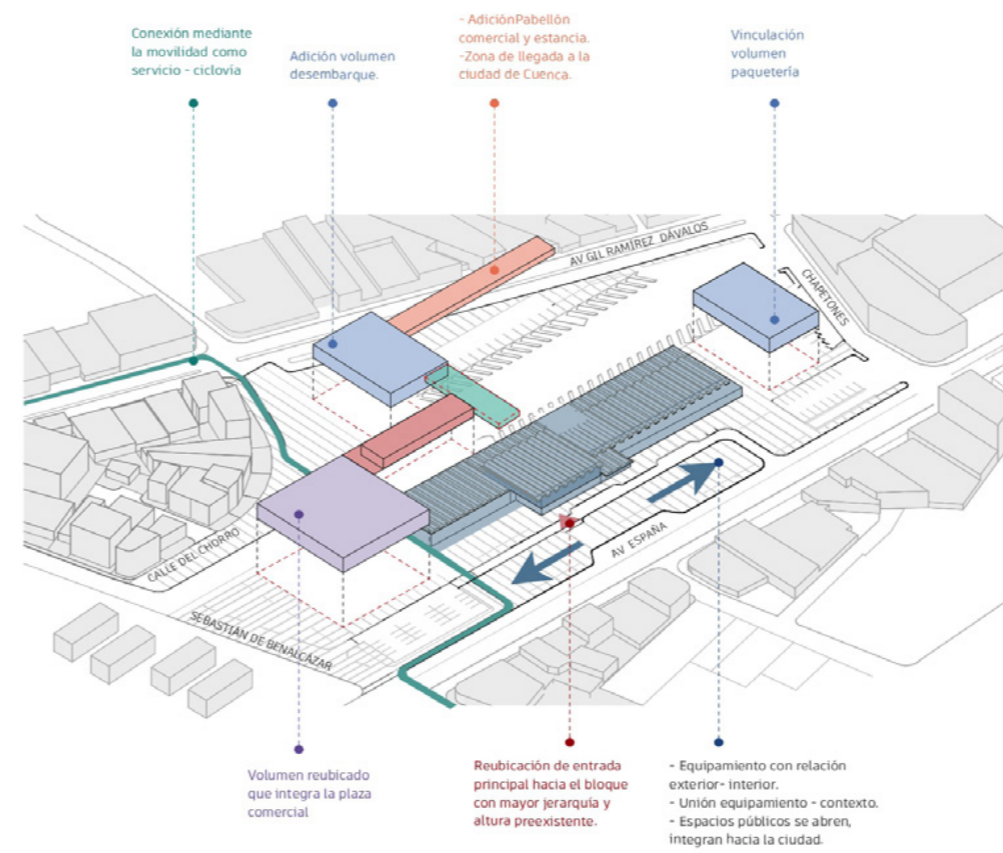 Conexión mediante
la movilidad como
servicio - ciclovía
Adición volumen
desembarque.
- AdiciónPabellón
comercial y estancia.
-Zona de llegada a la
ciudad de Cuenca.
Vinculación
volumen
paquetería
AV GIL RAMÍREZ DÁVALOS
CHAPETONES
AV ESPAÑA
CALLE DEL CHORRO
SEBASTIÁN DE BENALCÁZAR
Volumen reubicado
que integra la plaza
comercial
Reubicación de entrada
principal hacia el bloque
con mayor jerarquía y
altura preexistente.
- Equipamiento con relación
exterior- interior.
- Unión equipamiento - contexto.
- Espacios públicos se abren,
integran hacia la ciudad.